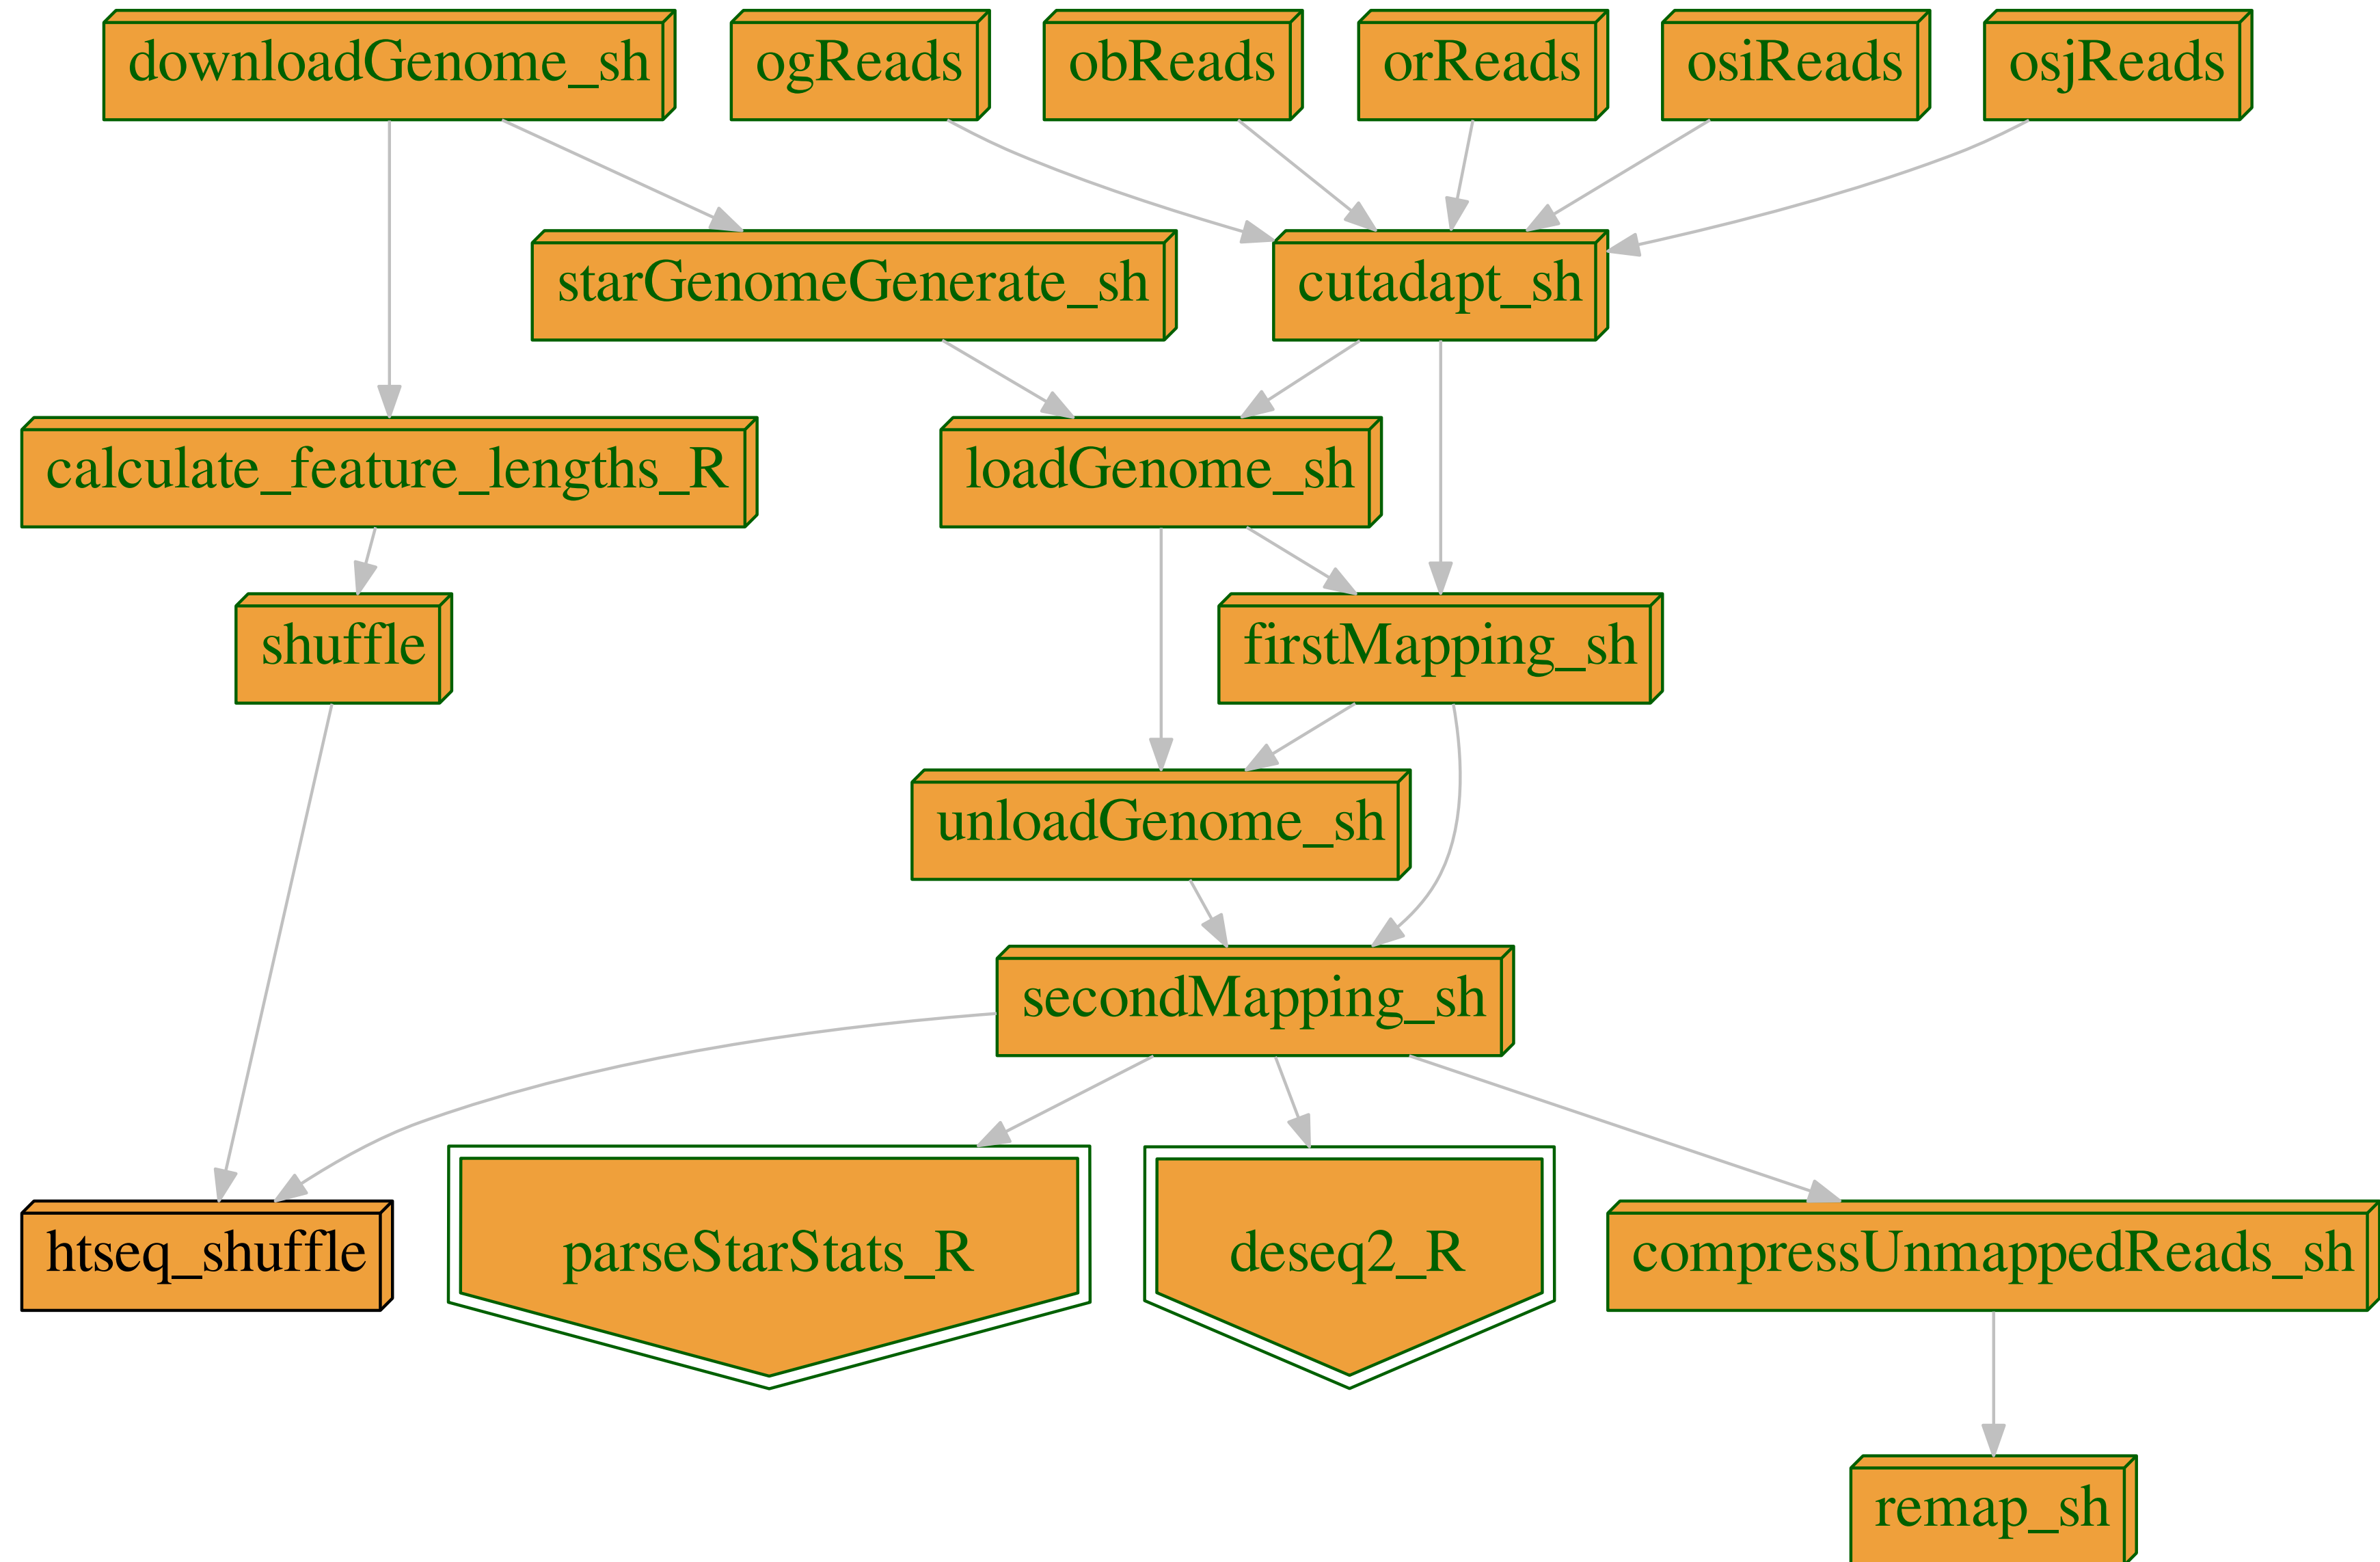 downloadGenome_sh
ogReads
obReads
orReads
osiReads
osjReads
starGenomeGenerate_sh
cutadapt_sh
calculate_feature_lengths_R
loadGenome_sh
shuffle
firstMapping_sh
unloadGenome_sh
secondMapping_sh
htseq_shuffle
parseStarStats_R
deseq2_R
compressUnmappedReads_sh
remap_sh